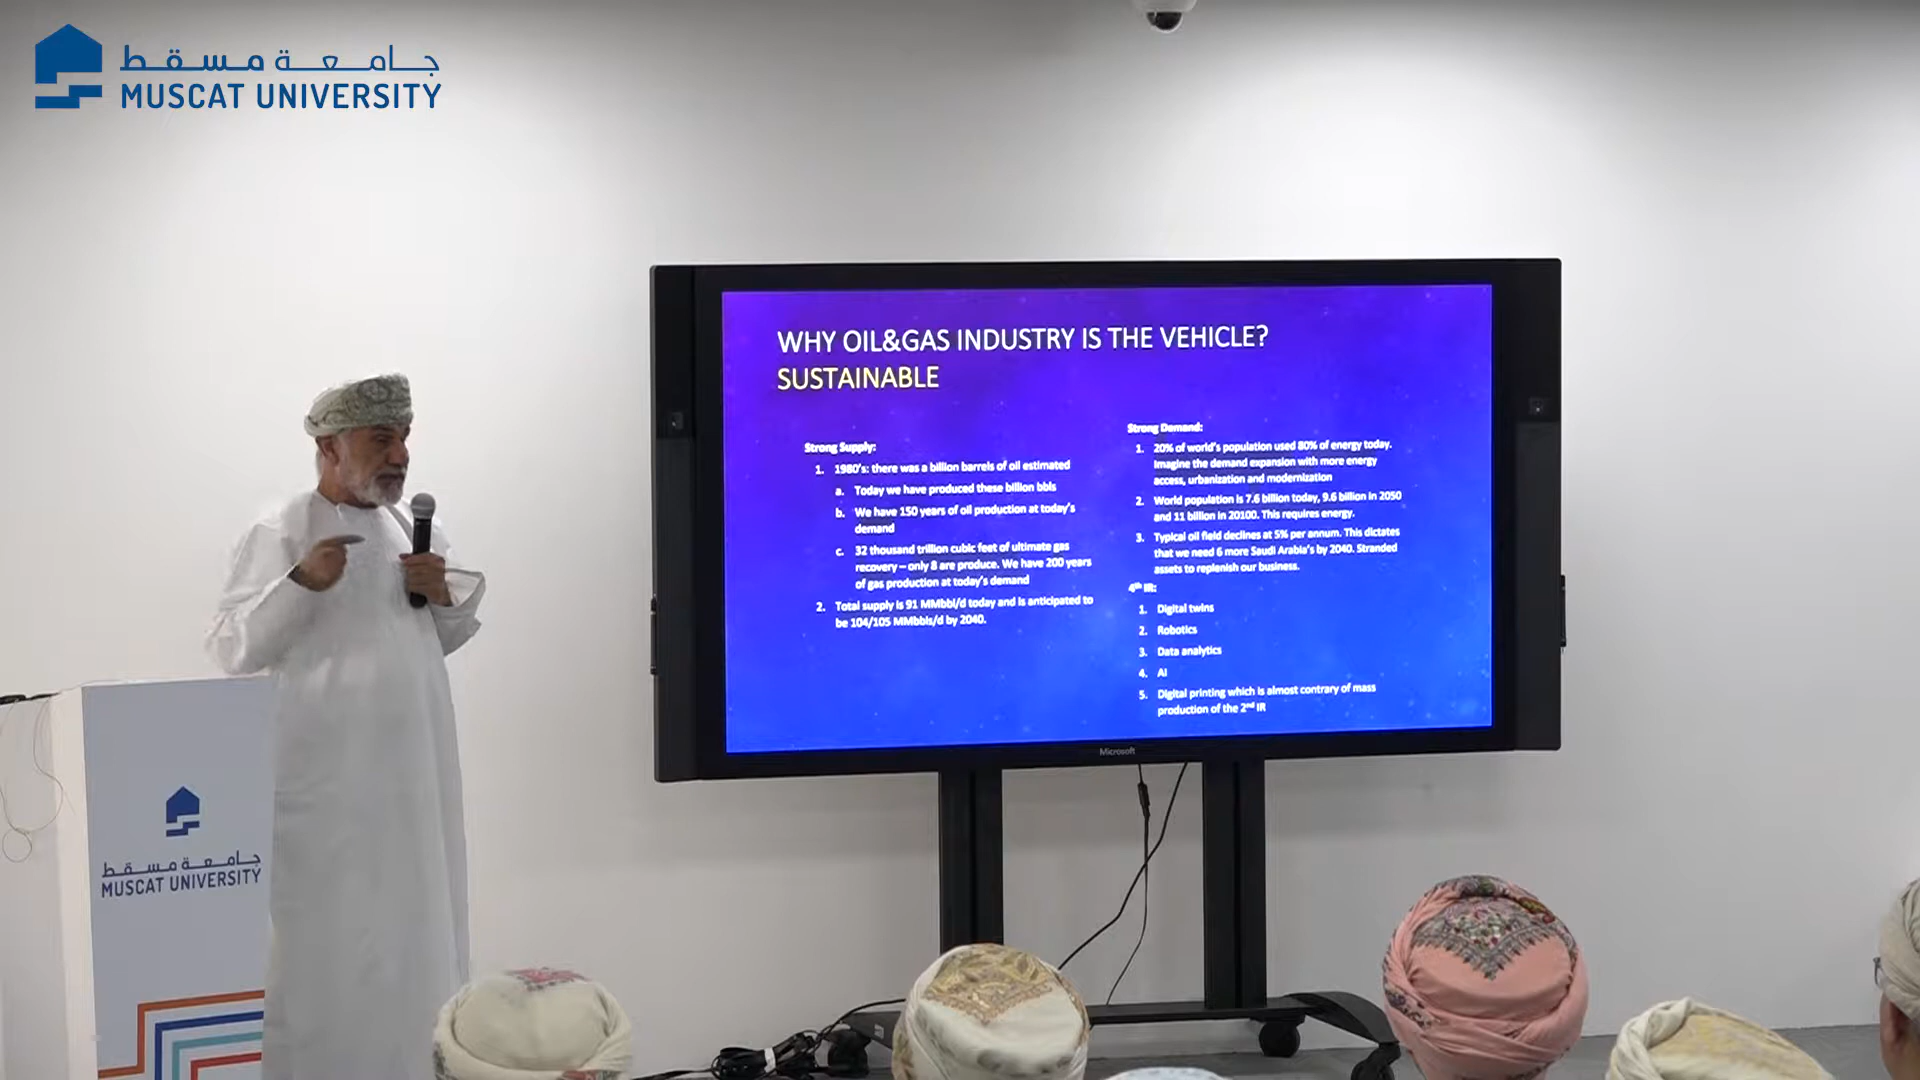 جامعة مسقط
MUSCAT UNIVERSITY
WHY OIL&GAS INDUSTRY IS THE VEHICLE?
SUSTAINABLE
Strong Supply:
1. 1980's: there was a billion barrels of oil estimated
a. Today we have produced these billion bbls
b. We have 150 years of oil production at today's
demand
c. 32 thousand trillion cubic feet of ultimate gas
recovery – only 8 are produce. We have 200 years
of gas production at today's demand
2. Total supply is 91 MMbbl/d today and is anticipated to
be 104/105 MMbbls/d by 2040.
Strong Demand:
1. 20% of world's population used 80% of energy today.
Imagine the demand expansion with more energy
access, urbanization and modernization
2. World population is 7.6 billion today, 9.6 billion in 2050
and 11 billion in 20100. This requires energy.
3. Typical oil field declines at 5% per annum. This dictates
that we need 6 more Saudi Arabia's by 2040. Stranded
assets to replenish our business.
4th IR:
1. Digital twins
2. Robotics
3. Data analytics
4. AI
5. Digital printing which is almost contrary of mass
production of the 2nd IR
Microsoft
جامعة مسقط
MUSCAT UNIVERSITY